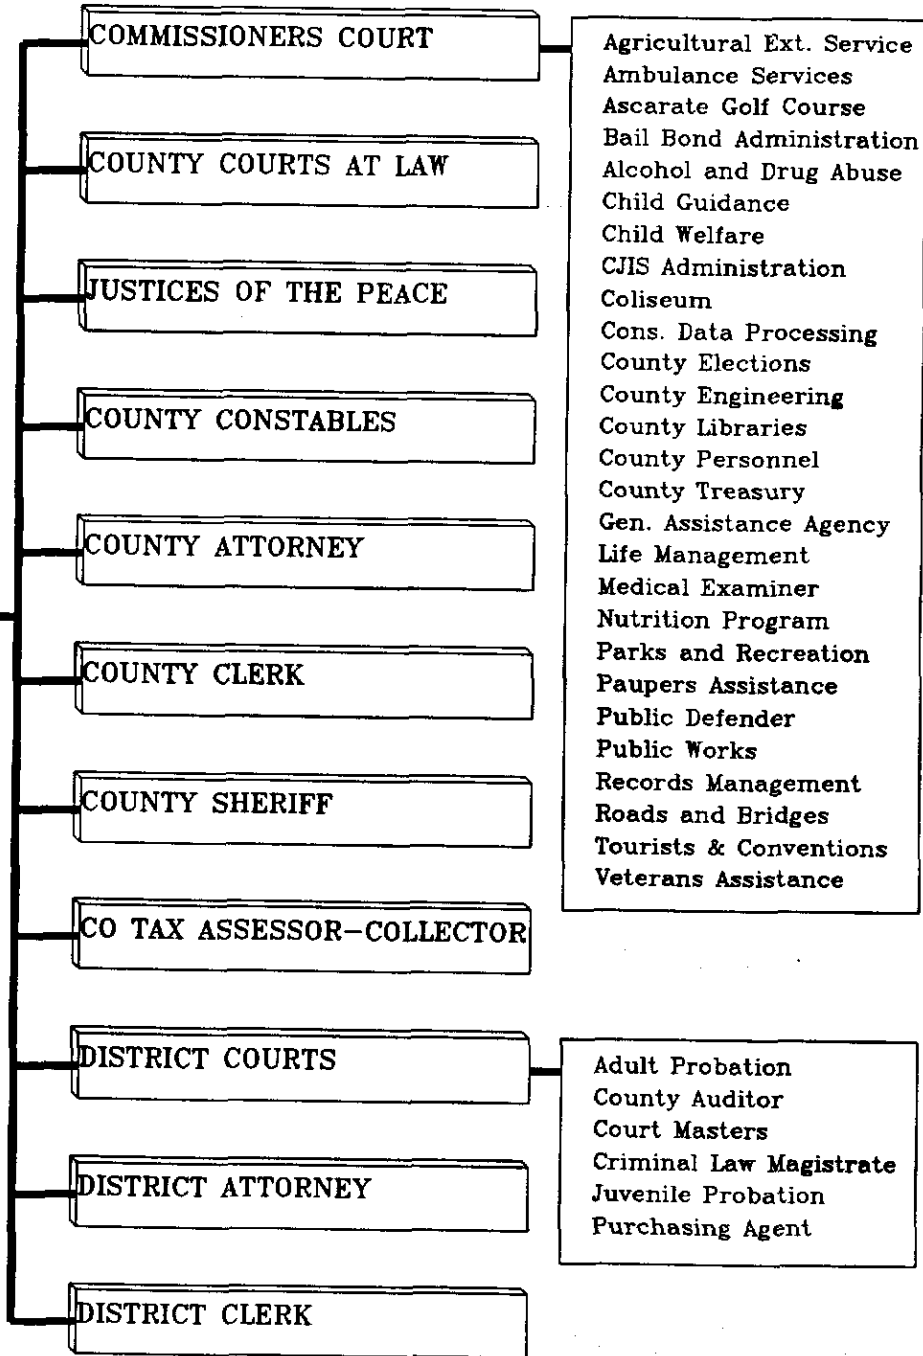 COMMISSIONERS COURT
Agricultural Ext. Service
Ambulance Services
Ascarate Golf Course
Bail Bond Administration
Alcohol and Drug Abuse
Child Guidance
Child Welfare
CJIS Administration
Coliseum
Cons. Data Processing
County Elections
County Engineering
County Libraries
County Personnel
County Treasury
Gen. Assistance Agency
Life Management
Medical Examiner
Nutrition Program
Parks and Recreation
Paupers Assistance
Public Defender
Public Works
Records Management
Roads and Bridges
Tourists & Conventions
Veterans Assistance
COUNTY COURTS AT LAW
JUSTICES OF THE PEACE
COUNTY CONSTABLES
COUNTY ATTORNEY
COUNTY CLERK
COUNTY SHERIFF
CO TAX ASSESSOR-COLLECTOR
DISTRICT COURTS
Adult Probation
County Auditor
Court Masters
Criminal Law Magistrate
Juvenile Probation
Purchasing Agent
DISTRICT ATTORNEY
DISTRICT CLERK